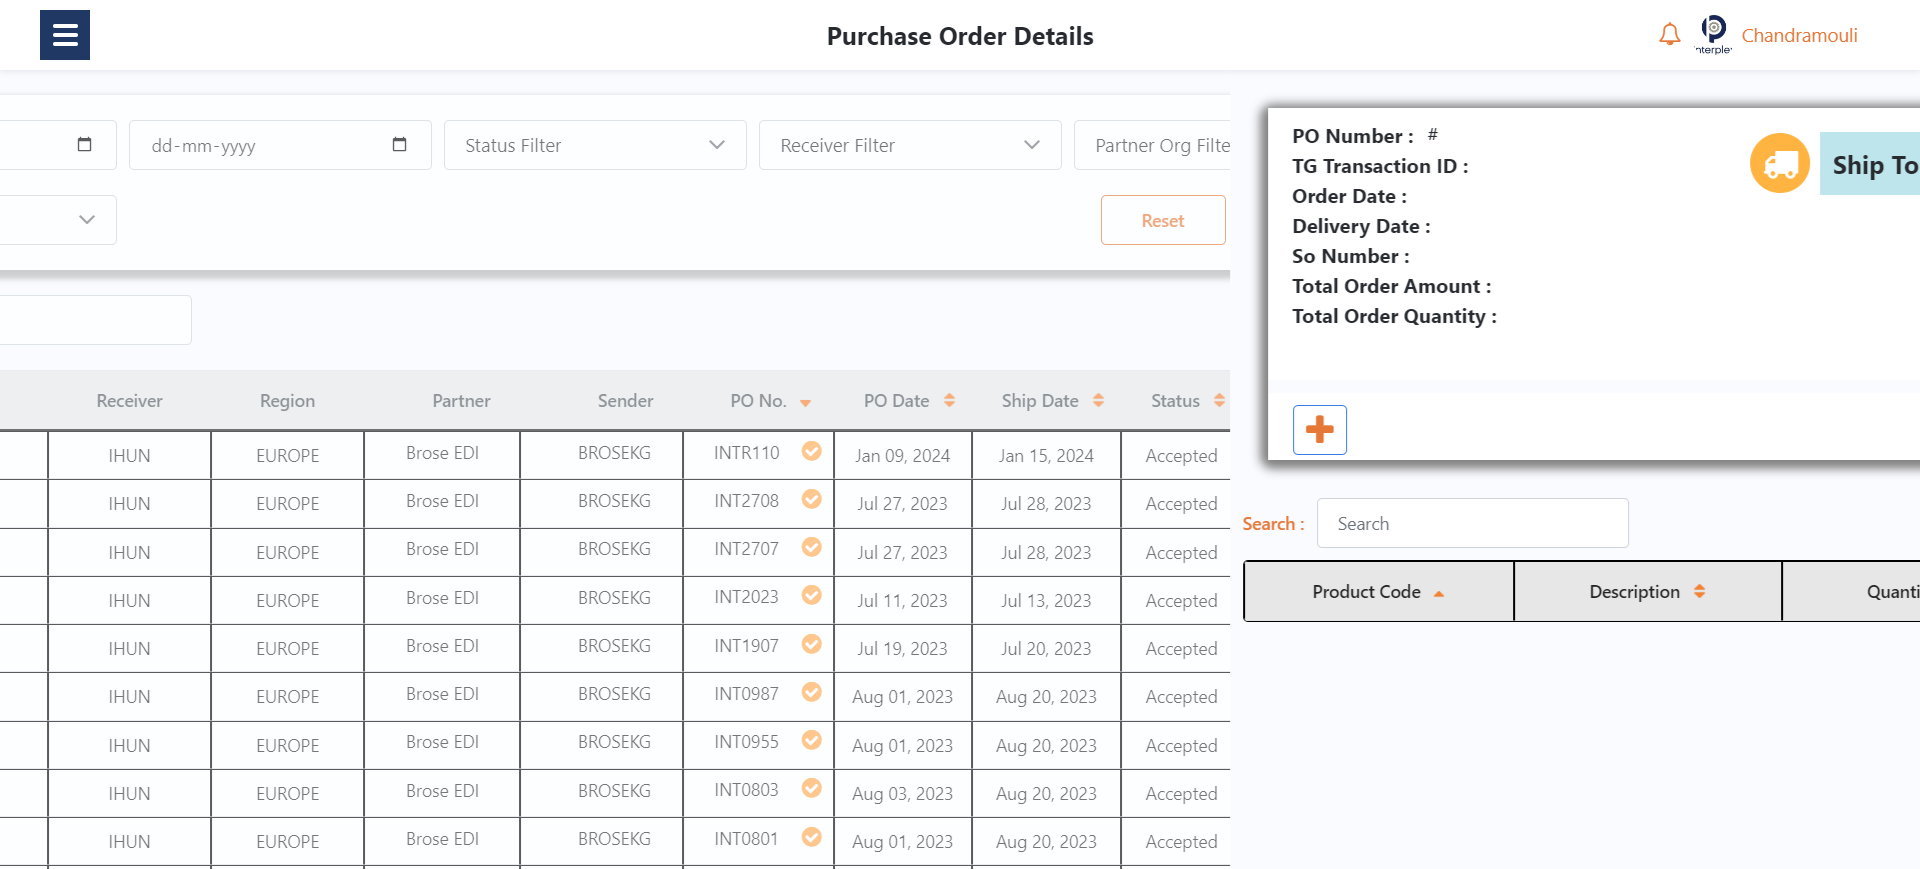 Purchase Order Details
nterple
Chandramouli
dd-mm-yyyy
Status Filter
Receiver Filter
Partner Org Filte
Reset
Receiver Region Partner Sender PO No. PO Date Ship Date Status
IHUN EUROPE Brose EDI BROSEKG INTR110 Jan 09, 2024 Jan 15, 2024 Accepted
IHUN EUROPE Brose EDI BROSEKG INT2708 Jul 27, 2023 Jul 28, 2023 Accepted
IHUN EUROPE Brose EDI BROSEKG INT2707 Jul 27, 2023 Jul 28, 2023 Accepted
IHUN EUROPE Brose EDI BROSEKG INT2023 Jul 11, 2023 Jul 13, 2023 Accepted
IHUN EUROPE Brose EDI BROSEKG INT1907 Jul 19, 2023 Jul 20, 2023 Accepted
IHUN EUROPE Brose EDI BROSEKG INT0987 Aug 01, 2023 Aug 20, 2023 Accepted
IHUN EUROPE Brose EDI BROSEKG INT0955 Aug 01, 2023 Aug 20, 2023 Accepted
IHUN EUROPE Brose EDI BROSEKG INT0803 Aug 03, 2023 Aug 20, 2023 Accepted
IHUN EUROPE Brose EDI BROSEKG INT0801 Aug 01, 2023 Aug 20, 2023 Accepted
PO Number : #
TG Transaction ID :
Order Date :
Delivery Date :
So Number :
Total Order Amount :
Total Order Quantity :
Ship To
Search : Search
Product Code Description Quanti